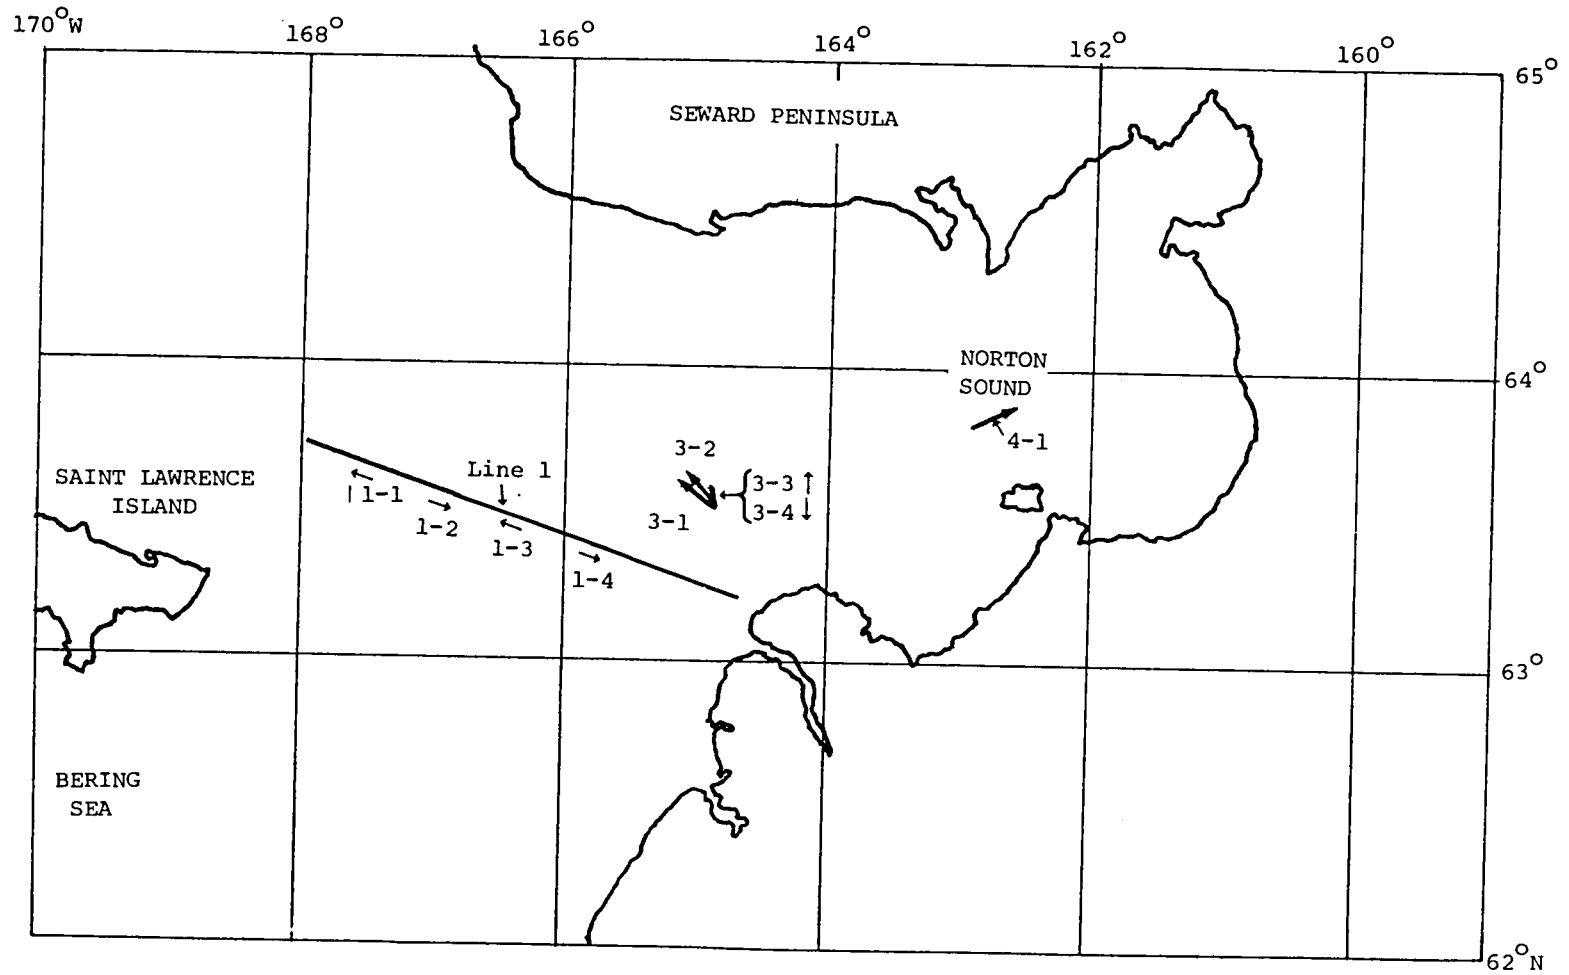 170°W
168°
166°
164°
162°
160°
65°
SEWARD PENINSULA
NORTON
SOUND
64°
4-1
3-2
3-3
3-4
3-1
Line 1
1-1
1-2
1-3
1-4
SAINT LAWRENCE
ISLAND
63°
BERING
SEA
62°N